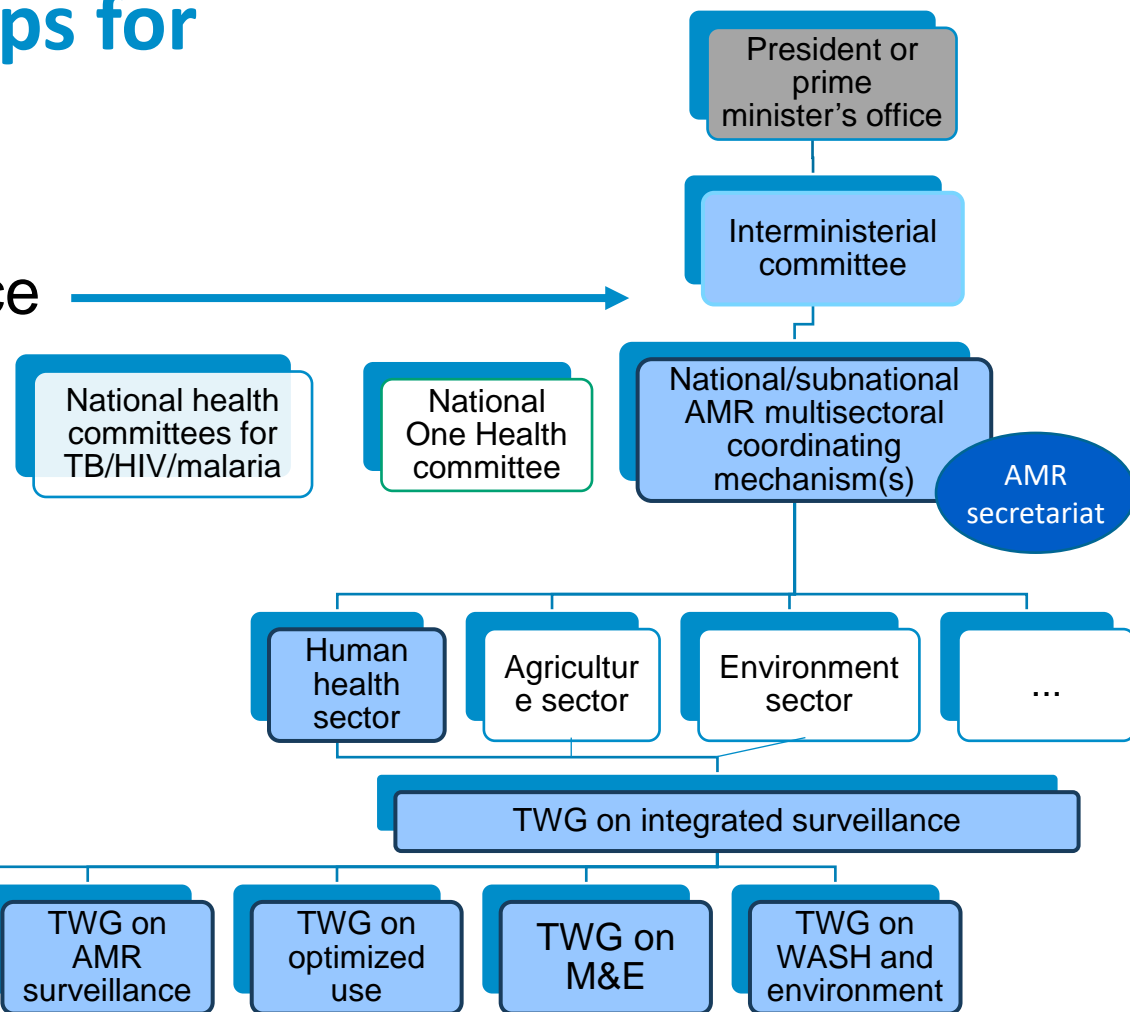 ps for
President or
prime
minister’s office
Interministerial
committee
ce
National health
committees for
TB/HIV/malaria
National
One Health
committee
National/subnational
AMR multisectoral
coordinating
mechanism(s)
AMR
secretariat
Human
health
sector
Agricultur
e sector
Environment
sector
...
TWG on integrated surveillance
TWG on
AMR
surveillance
TWG on
optimized
use
TWG on
M&E
TWG on
WASH and
environment